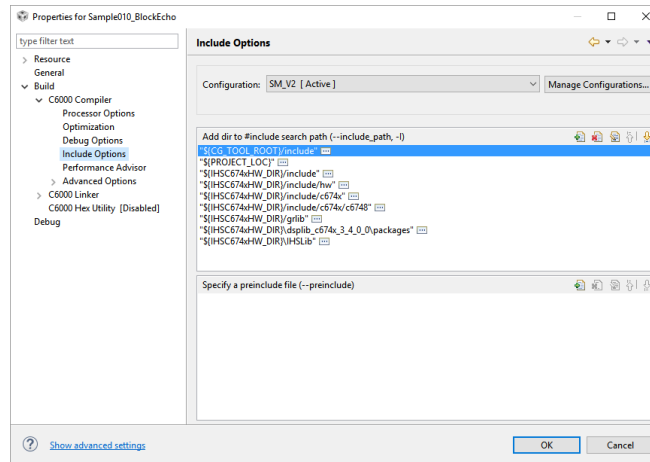 Properties for Sample010_BlockEcho
type filter text
Include Options
Resource
General
Build
C6000 Compiler
Processor Options
Optimization
Debug Options
Include Options
Performance Advisor
Advanced Options
C6000 Linker
C6000 Hex Utility [Disabled]
Debug
Configuration: SM_V2 [ Active ]
Manage Configurations...
Add dir to #include search path (--include_path, -I)
"${CG_TOOL_ROOT}/include"
"${PROJECT_LOC}"
"${IHSC674xHW_DIR}/include"
"${IHSC674xHW_DIR}/include/hw"
"${IHSC674xHW_DIR}/include/c674x"
"${IHSC674xHW_DIR}/include/c674x/c6748"
"${IHSC674xHW_DIR}/grlib"
"${IHSC674xHW_DIR}\dsplib_c674x_3_4_0_0\packages"
"${IHSC674xHW_DIR}\IHSLib"
Specify a preinclude file (--preinclude)
Show advanced settings
OK
Cancel